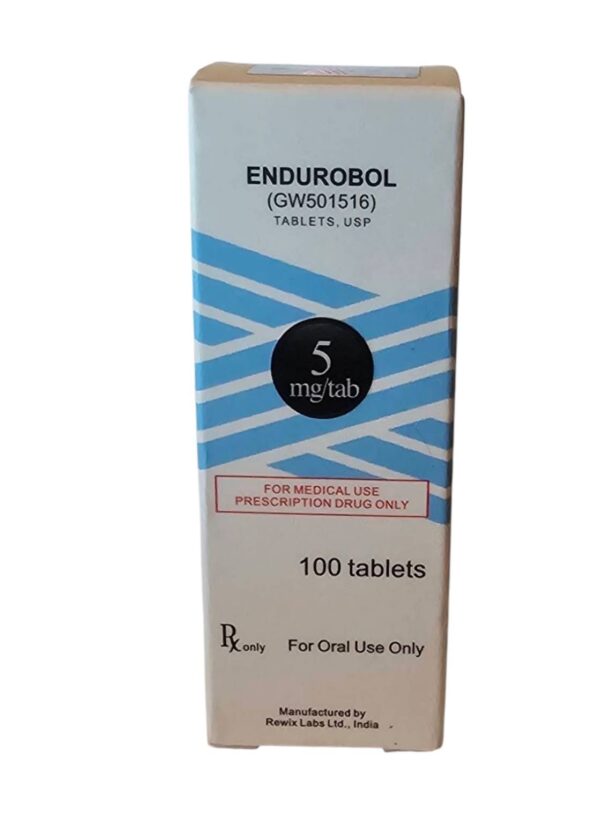 ENDUROBOL
(GW501516)
TABLETS, USP
5
mg/tab
FOR MEDICAL USE
PRESCRIPTION DRUG ONLY
100 tablets
Rx only For Oral Use Only
Manufactured by
Rewix Labs Ltd., India